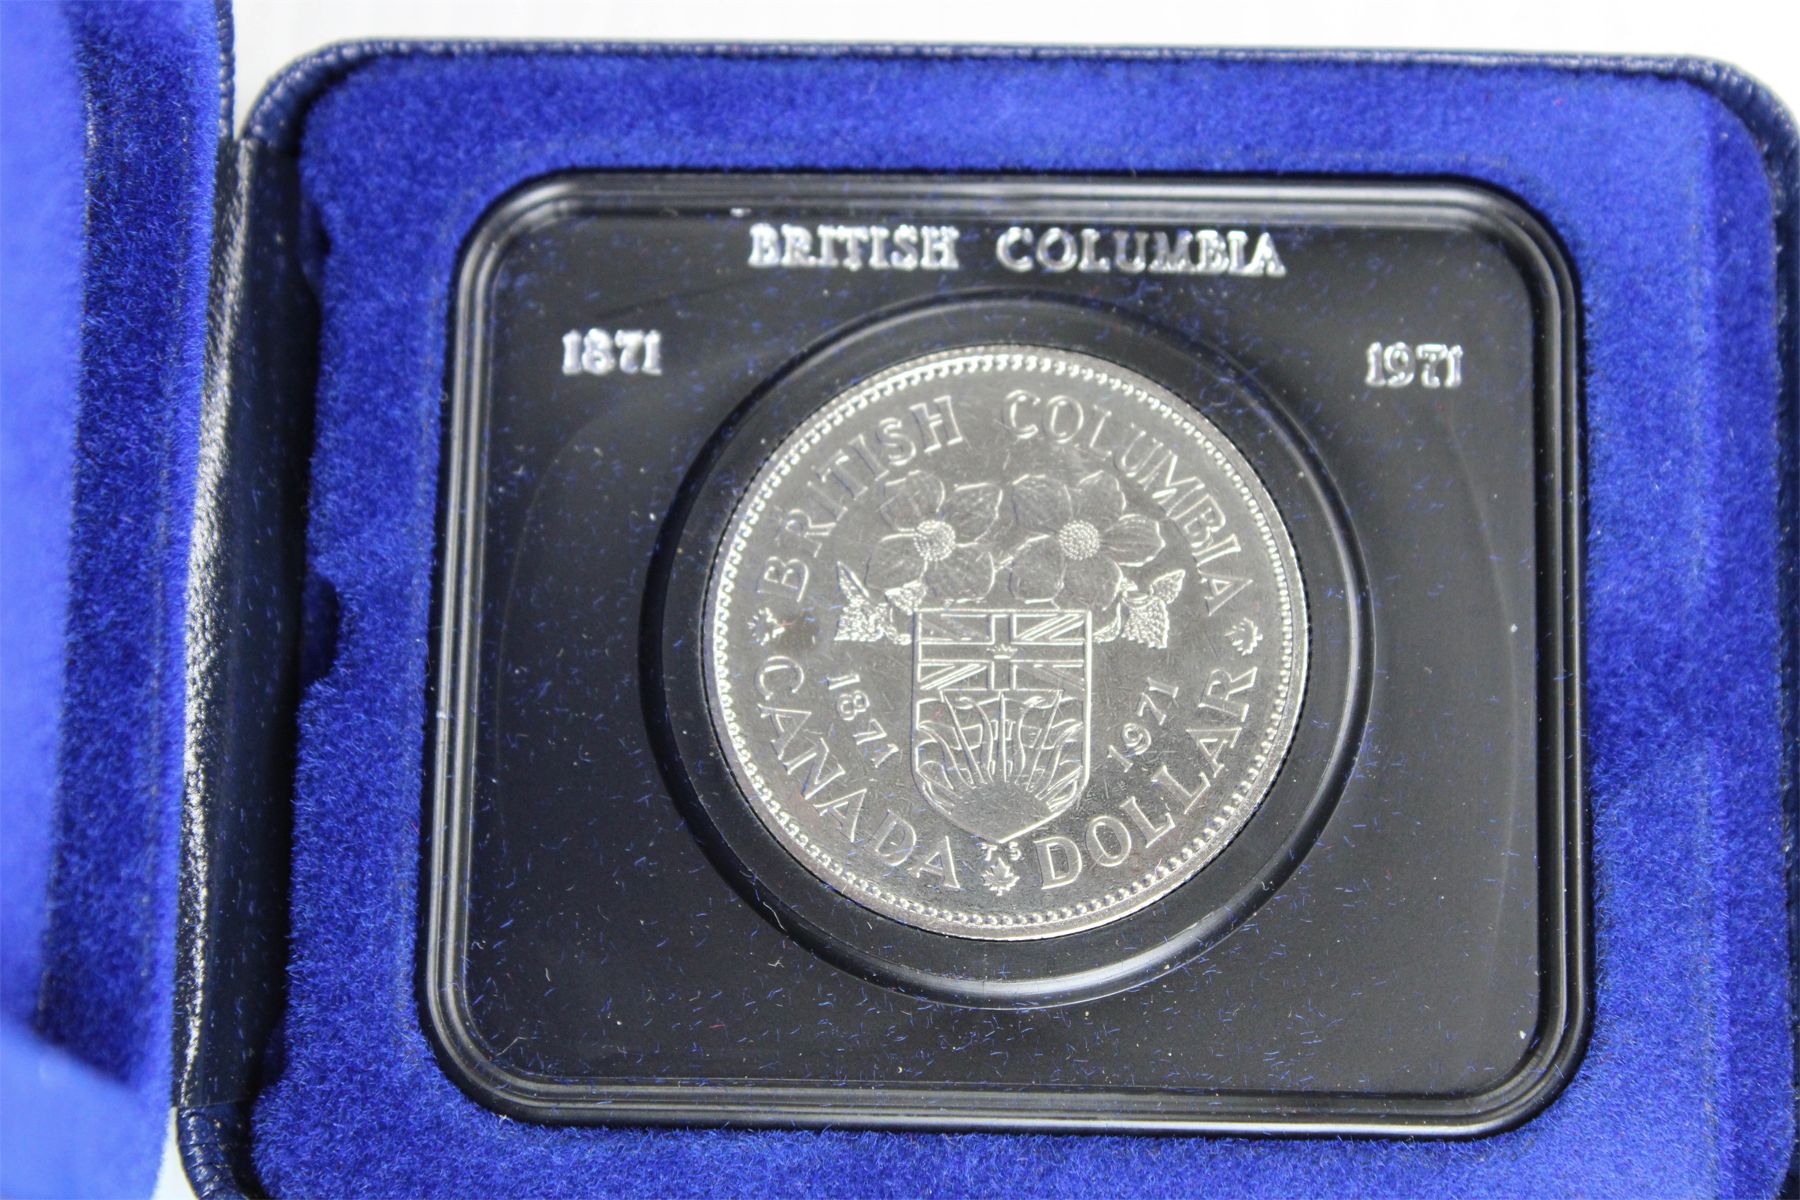 BRITISH COLUMBIA
1871 1971
BRITISH COLUMBIA
1871 1971
CANADA DOLLAR
T S